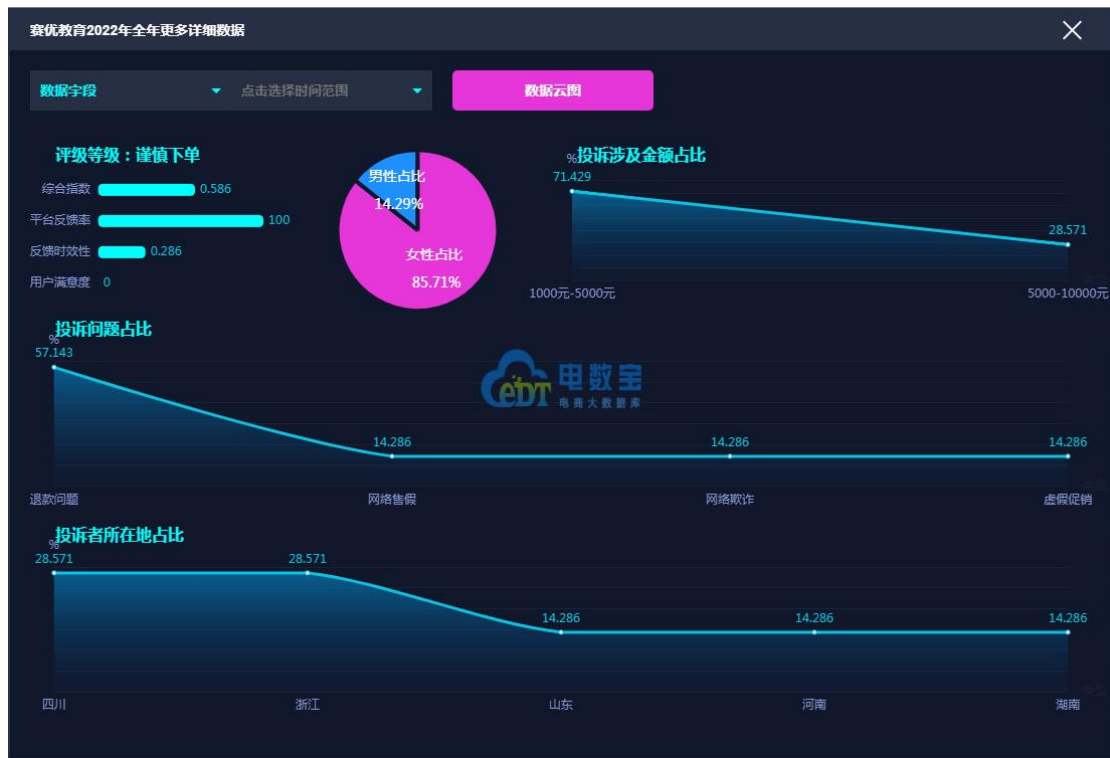 赛优教育2022年全年更多详细数据
数据字段
点击选择时间范围
数据云图
评级等级：谨慎下单
综合指数 0.586
平台反馈率 100
反馈时效性 0.286
用户满意度 0
男性占比
14.29%
女性占比
85.71%
%
投诉涉及金额占比
71.429
28.571
1000元-5000元
5000-10000元
投诉问题占比
%
57.143
14.286
14.286
14.286
退款问题
网络售假
网络欺诈
虚假促销
eDT
电数宝
电商大数据库
投诉者所在地占比
%
28.571
28.571
14.286
14.286
14.286
四川
浙江
山东
河南
湖南